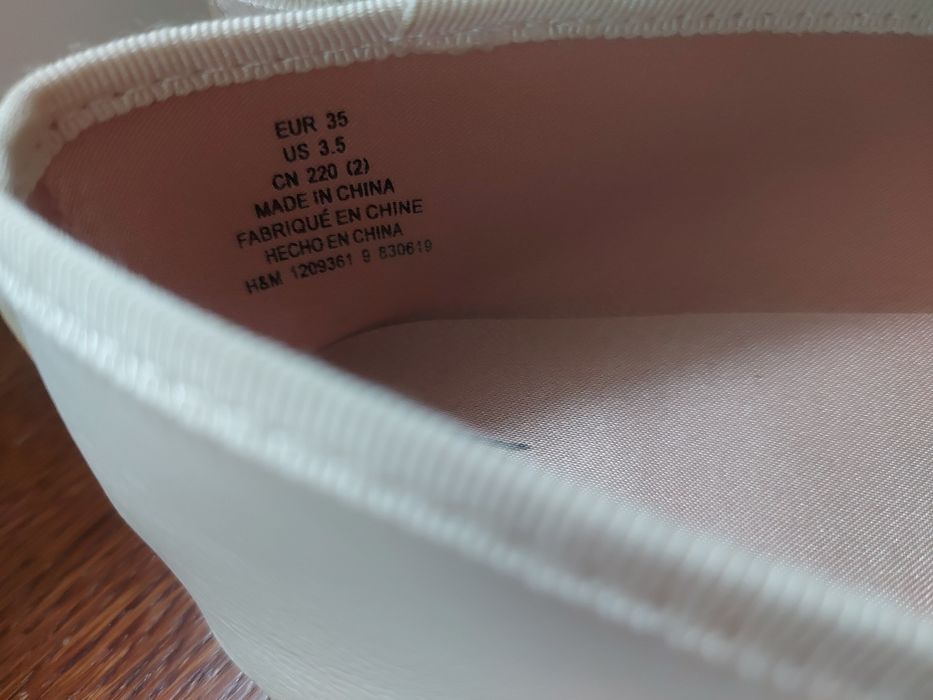 EUR 35
US 3.5
CN 220 (2)
MADE IN CHINA
FABRIQUÉ EN CHINE
HECHO EN CHINA
H&M 1209361 9 830619